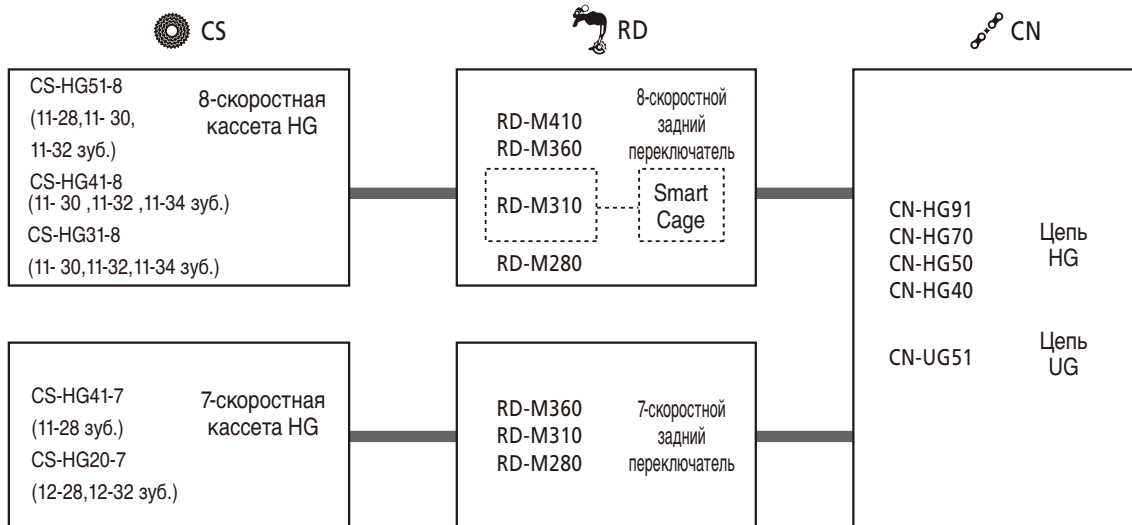 CS
RD
CN
CS-HG51-8
(11-28,11- 30,
11-32 зуб.)
CS-HG41-8
(11- 30 ,11-32 ,11-34 зуб.)
CS-HG31-8
(11- 30,11-32,11-34 зуб.)
8-скоростная
кассета HG
RD-M410
RD-M360
RD-M310
RD-M280
8-скоростной
задний
переключатель
Smart
Cage
CN-HG91
CN-HG70
CN-HG50
CN-HG40
Цепь
HG
CN-UG51
Цепь
UG
CS-HG41-7
(11-28 зуб.)
CS-HG20-7
(12-28,12-32 зуб.)
7-скоростная
кассета HG
RD-M360
RD-M310
RD-M280
7-скоростной
задний
переключатель